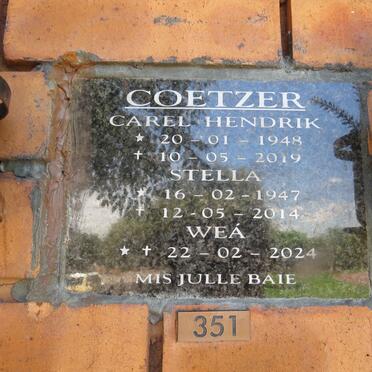 COETZER
CAREL HENDRIK
★ 20 - 01 - 1948
✝ 10 - 05 - 2019
STELLA
★ 16 - 02 - 1947
✝ 12 - 05 - 2014
WEÁ
★ ✝ 22 - 02 - 2024
MIS JULLE BAIE
351